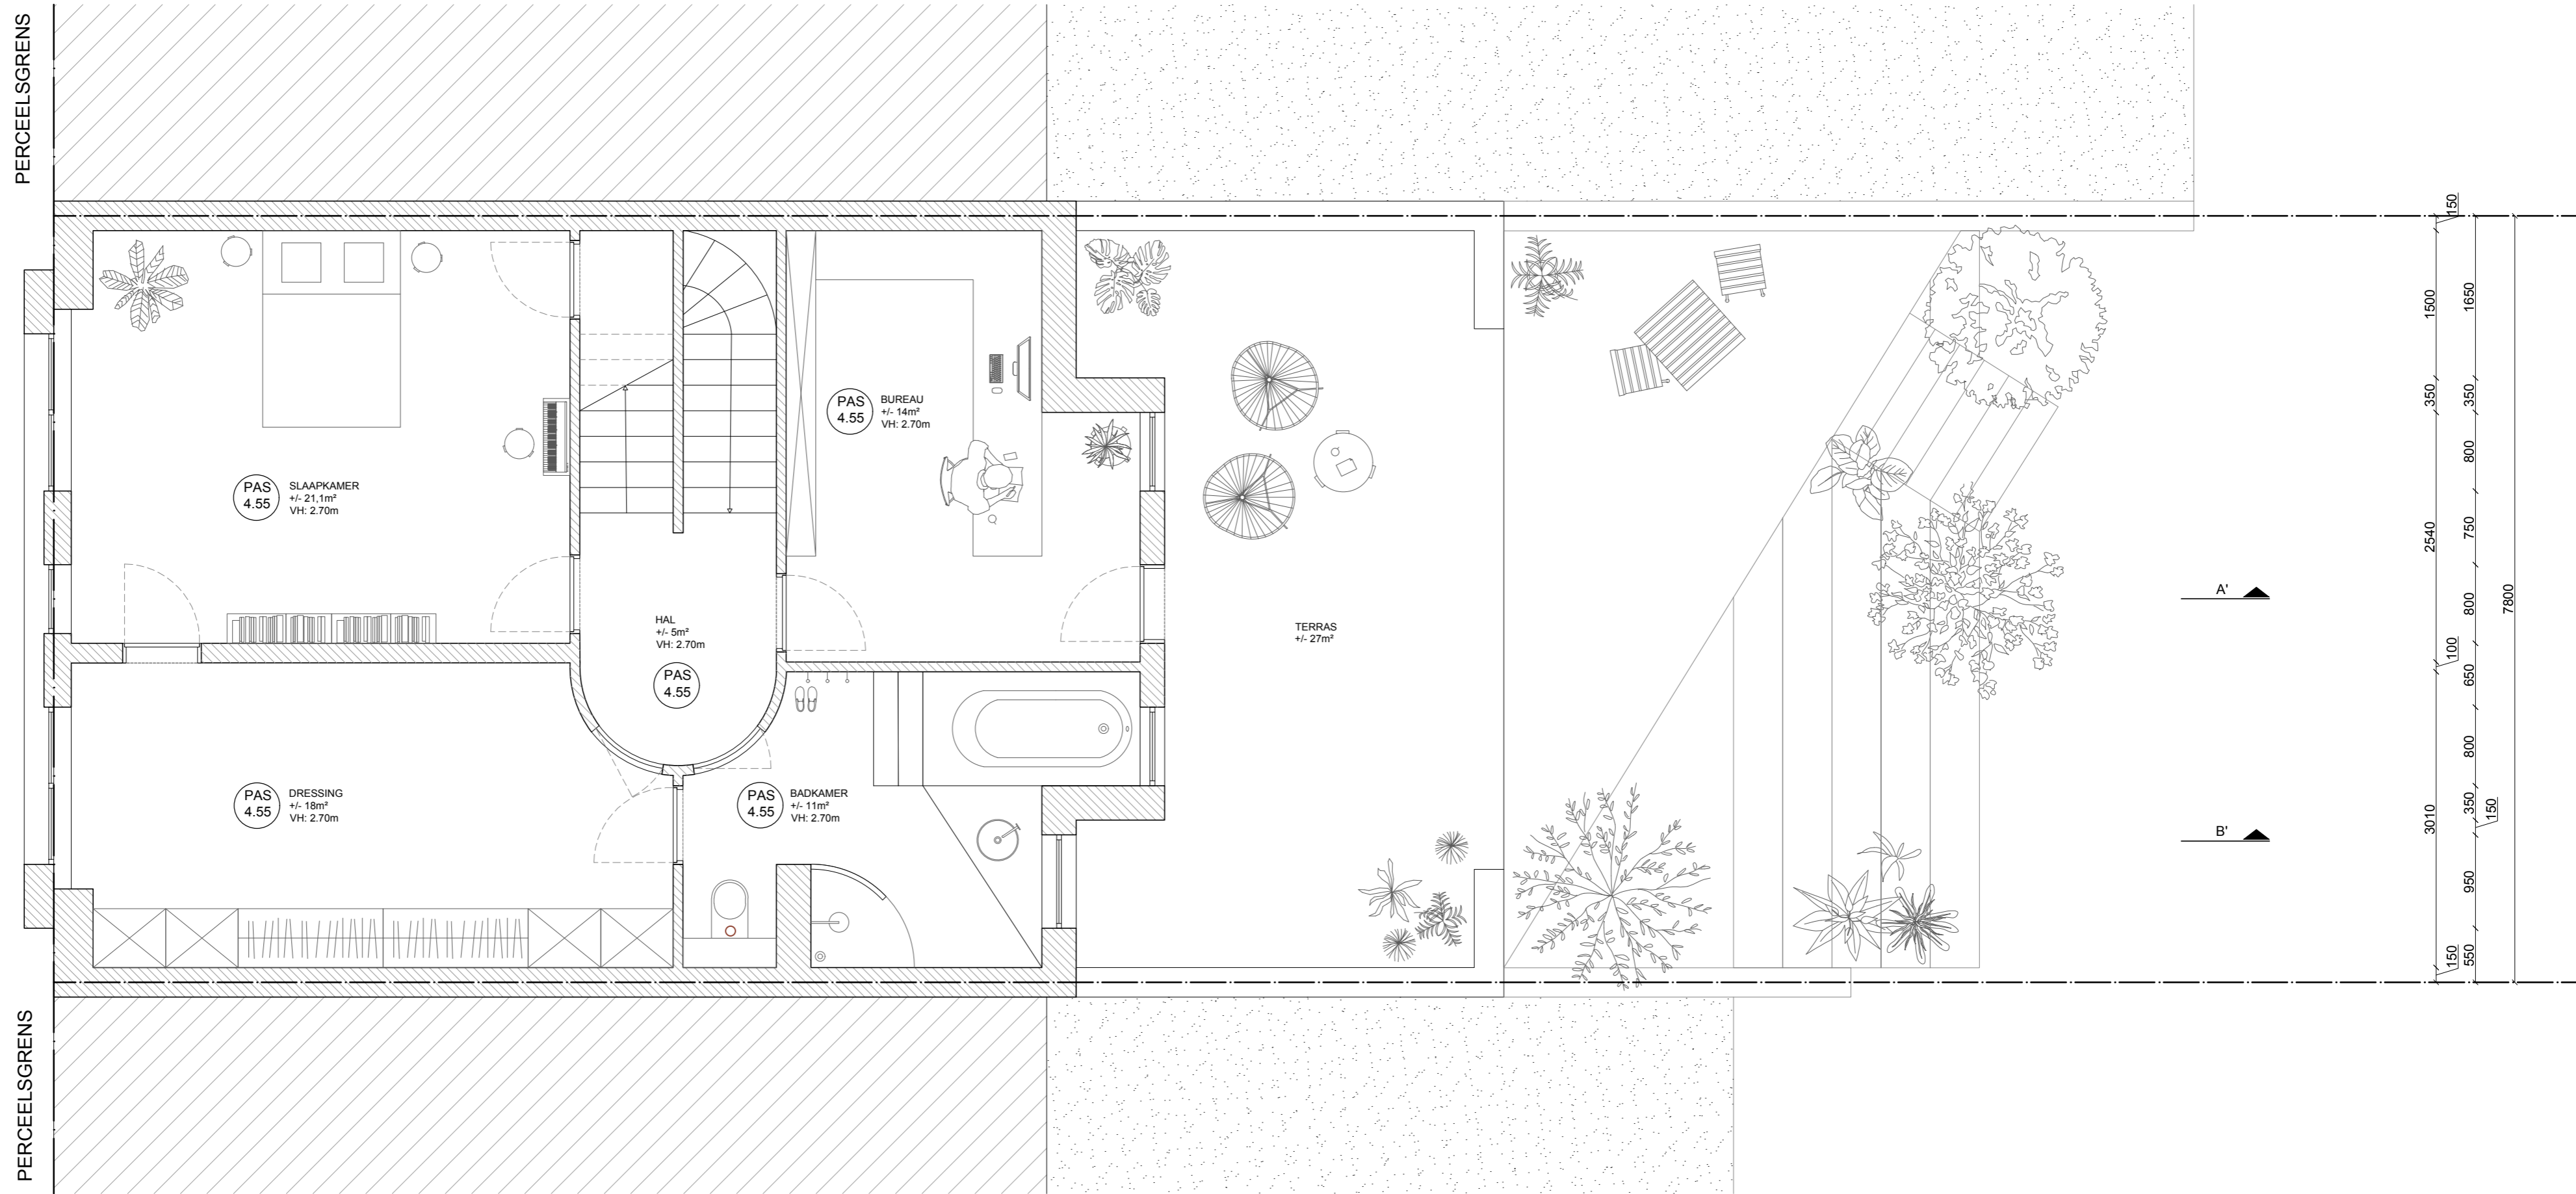 PERCEELSGRENS
PAS
4.55
SLAAPKAMER
+/- 21,1m²
VH: 2.70m
PAS
4.55
BUREAU
+/- 14m²
VH: 2.70m
HAL
+/- 5m²
VH: 2.70m
PAS
4.55
TERRAS
+/- 27m²
PAS
4.55
DRESSING
+/- 18m²
VH: 2.70m
PAS
4.55
BADKAMER
+/- 11m²
VH: 2.70m
A'
B'
150
1500
350
2540
100
3010
150
1650
350
800
750
800
650
800
350
150
950
550
7800
PERCEELSGRENS